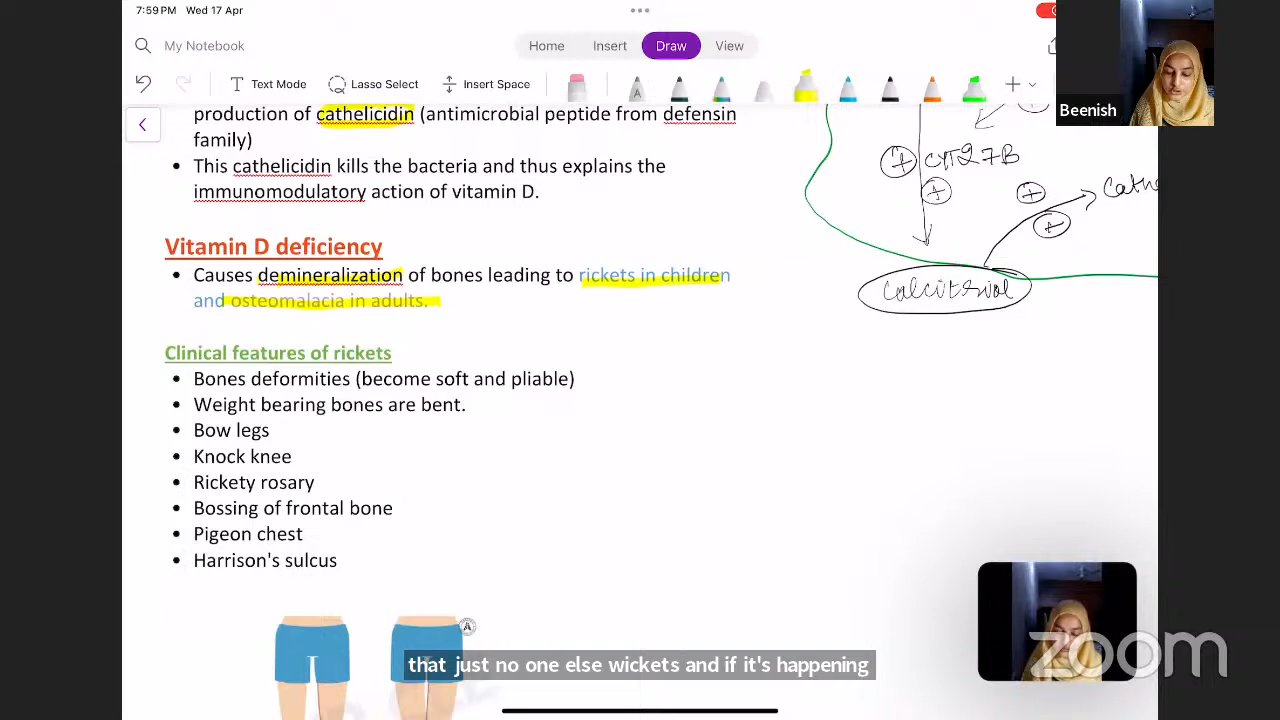 7:59 PM Wed 17 Apr
My Notebook
Home Insert Draw View
Text Mode Lasso Select Insert Space
Beenish
production of cathelicidin (antimicrobial peptide from defensin
family)
• This cathelicidin kills the bacteria and thus explains the
immunomodulatory action of vitamin D.
Vitamin D deficiency
• Causes demineralization of bones leading to rickets in children
and osteomalacia in adults.
Clinical features of rickets
• Bones deformities (become soft and pliable)
• Weight bearing bones are bent.
• Bow legs
• Knock knee
• Rickety rosary
• Bossing of frontal bone
• Pigeon chest
• Harrison's sulcus
+ CYP27B
+
+
+
Cathe
Calcitriol
that just no one else wickets and if it's happening
zoom